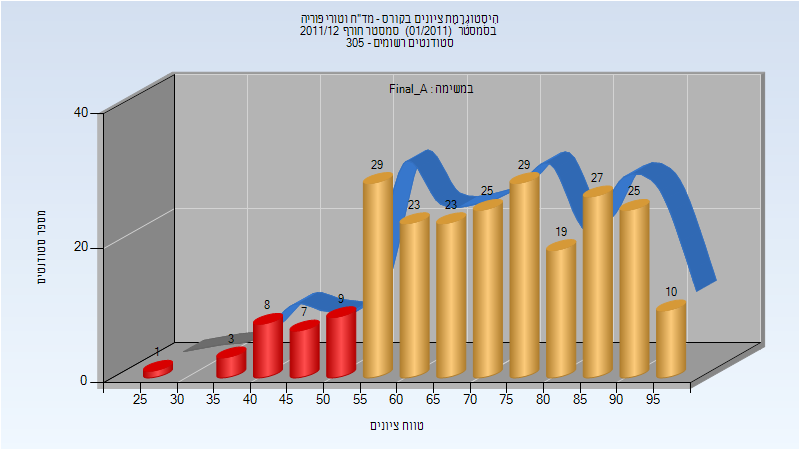 היסטוגרמת ציונים בקורס - מד"ח וטורי פוריה
בסמסטר (01/2011) סמסטר חורף 2011/12
סטודנטים רשומים - 305
במשימה : Final_A
מספר סטודנטים
40
20
0
1
3
8
7
9
29
23
23
25
29
19
27
25
10
25 30 35 40 45 50 55 60 65 70 75 80 85 90 95
טווח ציונים